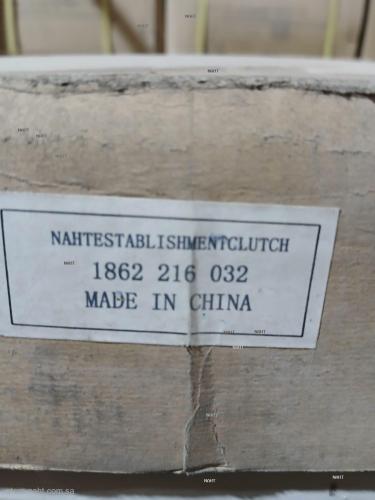 NAHTESTABLISHMENTCLUTCH
1862 216 032
MADE IN CHINA